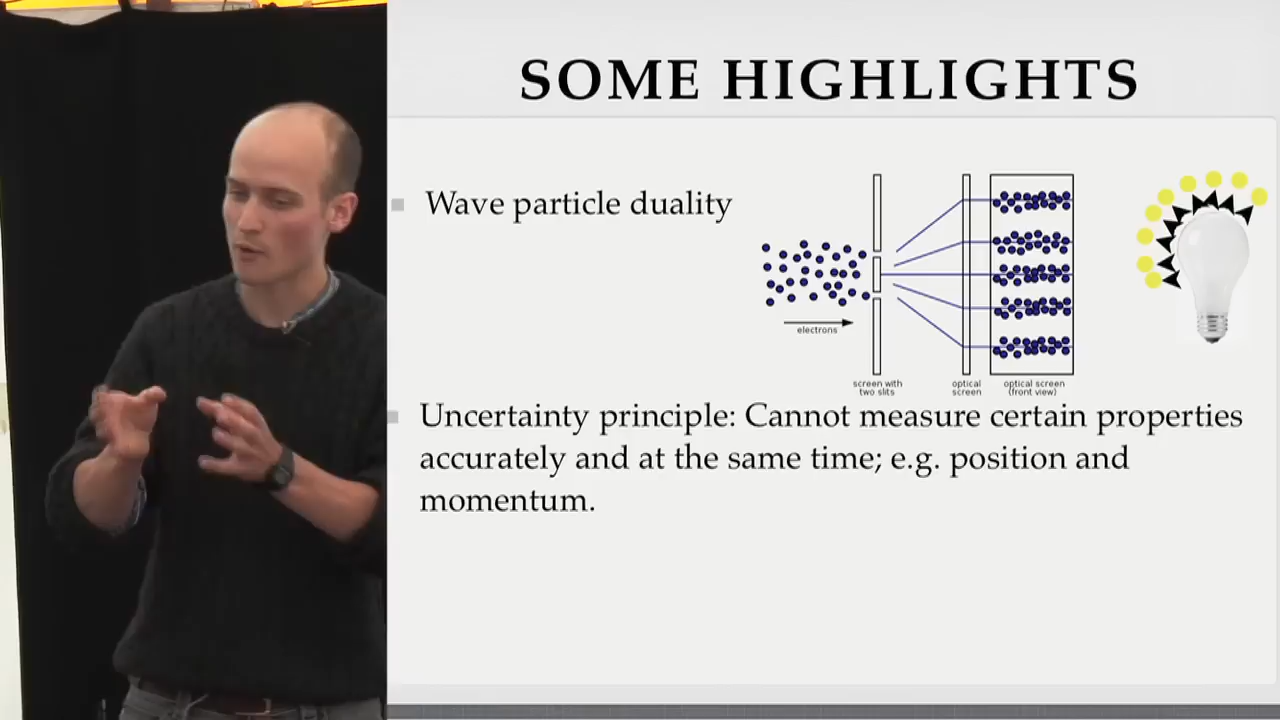 SOME HIGHLIGHTS
Wave particle duality
electrons
screen with
two slits
optical
screen
optical screen
(front view)
Uncertainty principle: Cannot measure certain properties
accurately and at the same time; e.g. position and
momentum.